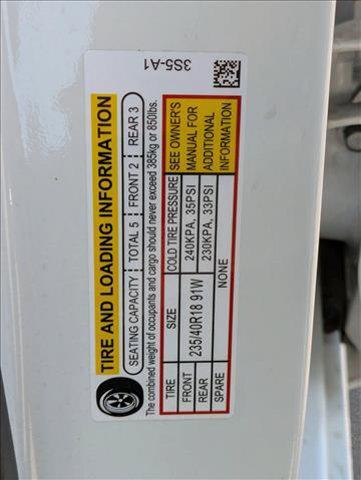 TIRE AND LOADING INFORMATION
SEATING CAPACITY | TOTAL 5 | FRONT 2 | REAR 3
The combined weight of occupants and cargo should never exceed 385kg or 850lbs.
TIRE SIZE COLD TIRE PRESSURE SEE OWNER'S
FRONT 235/40R18 91W 240KPA, 35PSI MANUAL FOR
REAR 230KPA, 33PSI ADDITIONAL
SPARE NONE INFORMATION
3S5-A1